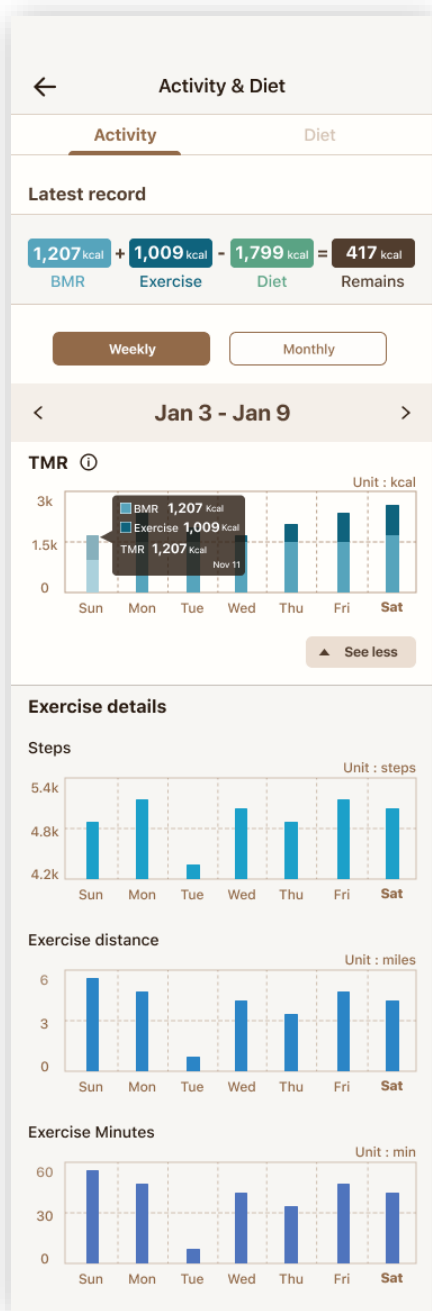 Activity & Diet
Activity Diet
Latest record
1,207 kcal + 1,009 kcal - 1,799 kcal = 417 kcal
BMR Exercise Diet Remains
Weekly Monthly
Jan 3 - Jan 9
TMR
Unit : kcal
3k
1.5k
0
BMR 1,207 Kcal
Exercise 1,009 Kcal
TMR 1,207 Kcal
Nov 11
Sun Mon Tue Wed Thu Fri Sat
See less
Exercise details
Steps
Unit : steps
5.4k
4.8k
4.2k
Sun Mon Tue Wed Thu Fri Sat
Exercise distance
Unit : miles
6
3
0
Sun Mon Tue Wed Thu Fri Sat
Exercise Minutes
Unit : min
60
30
0
Sun Mon Tue Wed Thu Fri Sat